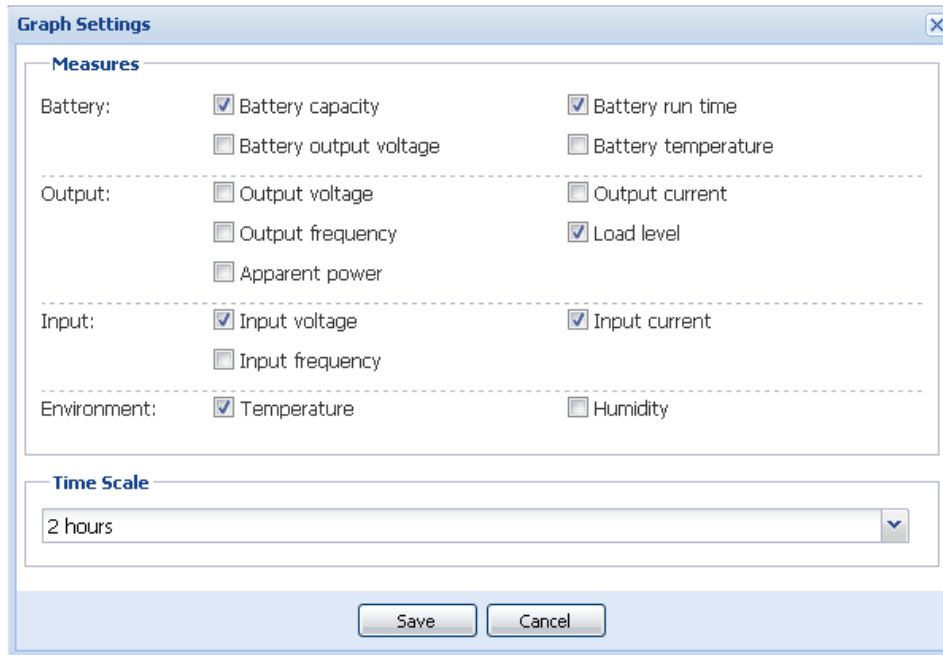 Graph Settings
Measures
Battery: Battery capacity Battery run time
Battery output voltage Battery temperature
Output: Output voltage Output current
Output frequency Load level
Apparent power
Input: Input voltage Input current
Input frequency
Environment: Temperature Humidity
Time Scale
2 hours
Save Cancel